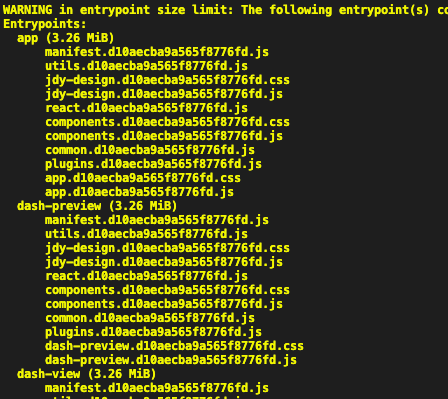 WARNING in entrypoint size limit: The following entrypoint(s) co
Entrypoints:
app (3.26 MiB)
manifest.d10aecba9a565f8776fd.js
utils.d10aecba9a565f8776fd.js
jdy-design.d10aecba9a565f8776fd.css
jdy-design.d10aecba9a565f8776fd.js
react.d10aecba9a565f8776fd.js
components.d10aecba9a565f8776fd.css
components.d10aecba9a565f8776fd.js
common.d10aecba9a565f8776fd.js
plugins.d10aecba9a565f8776fd.js
app.d10aecba9a565f8776fd.css
app.d10aecba9a565f8776fd.js
dash-preview (3.26 MiB)
manifest.d10aecba9a565f8776fd.js
utils.d10aecba9a565f8776fd.js
jdy-design.d10aecba9a565f8776fd.css
jdy-design.d10aecba9a565f8776fd.js
react.d10aecba9a565f8776fd.js
components.d10aecba9a565f8776fd.css
components.d10aecba9a565f8776fd.js
common.d10aecba9a565f8776fd.js
plugins.d10aecba9a565f8776fd.js
dash-preview.d10aecba9a565f8776fd.css
dash-preview.d10aecba9a565f8776fd.js
dash-view (3.26 MiB)
manifest.d10aecba9a565f8776fd.js